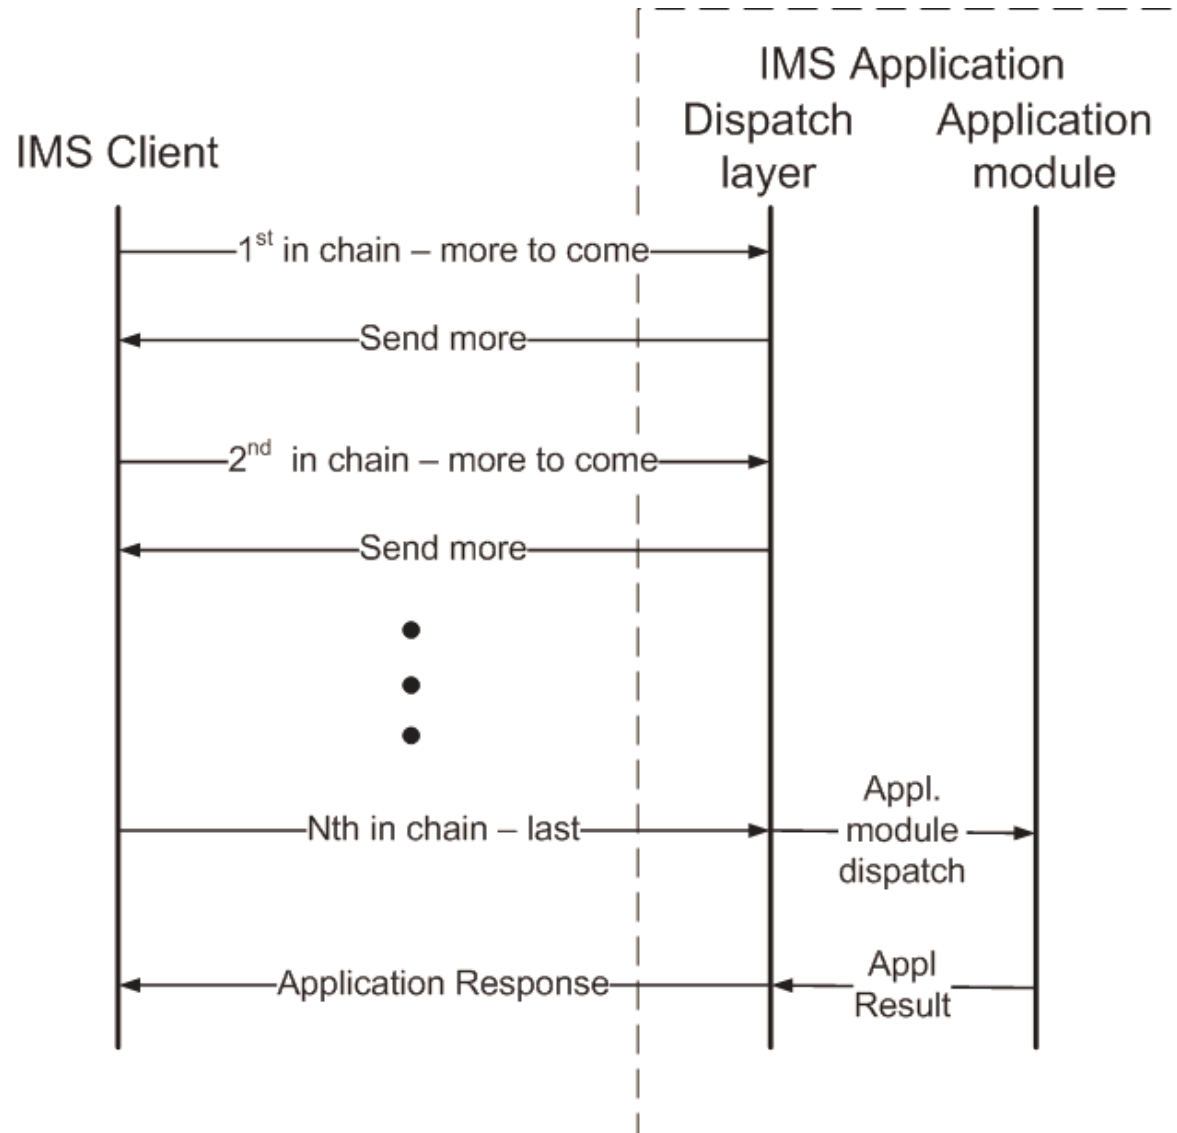 IMS Application
IMS Client
Dispatch
layer
Application
module
1st in chain – more to come
Send more
2nd in chain – more to come
Send more
Nth in chain – last
Appl.
module
dispatch
Application Response
Appl
Result